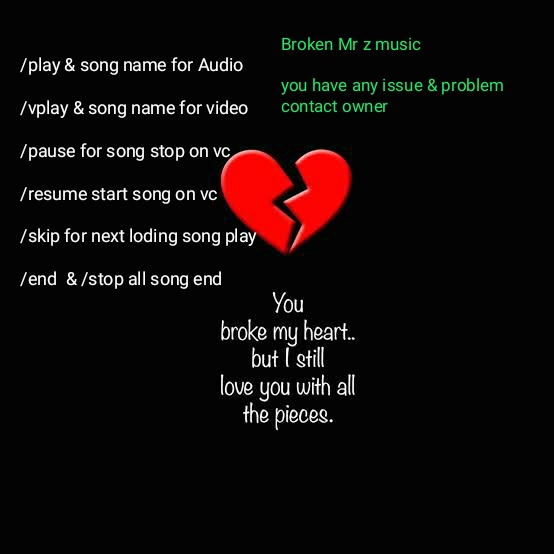 /play & song name for Audio
/vplay & song name for video
/pause for song stop on vc
/resume start song on vc
/skip for next loding song play
/end & /stop all song end
Broken Mr z music
you have any issue & problem
contact owner
You
broke my heart..
but I still
love you with all
the pieces.